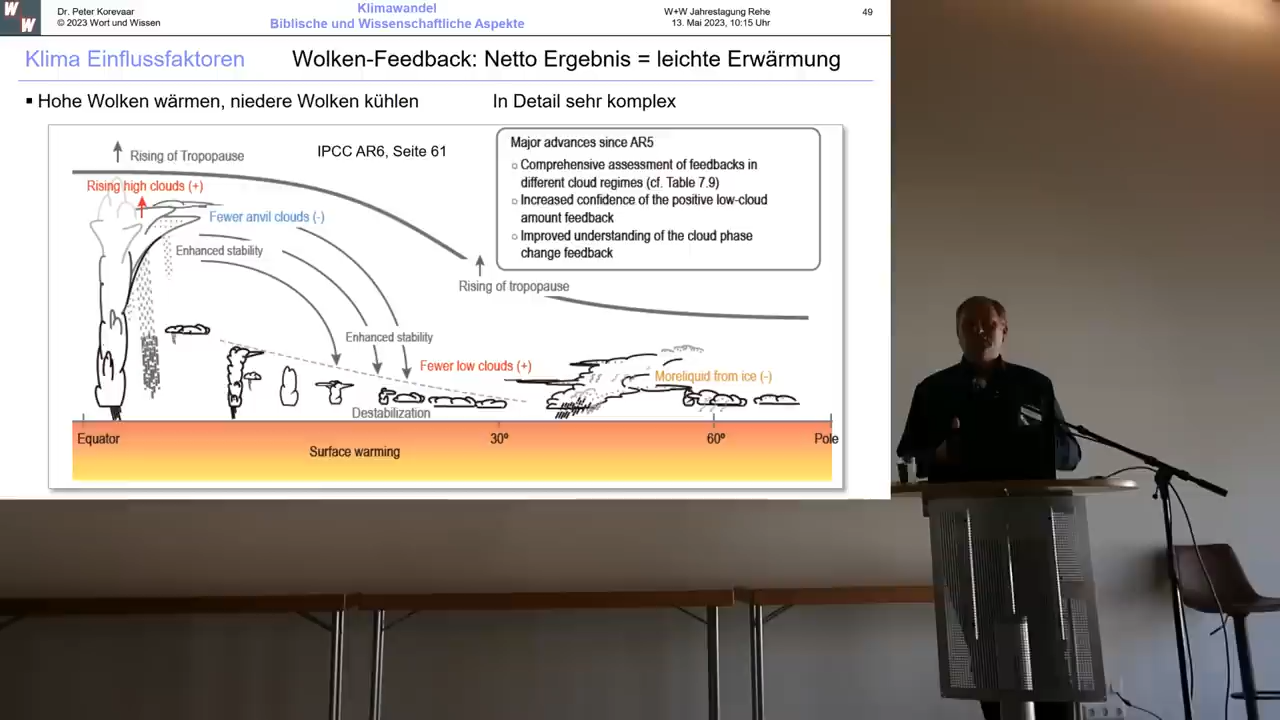 W
W
Dr. Peter Korevaar
© 2023 Wort und Wissen
Klimawandel
Biblische und Wissenschaftliche Aspekte
W+W Jahrestagung Rehe
13. Mai 2023, 10:15 Uhr
49
Klima Einflussfaktoren
Wolken-Feedback: Netto Ergebnis = leichte Erwärmung
▪ Hohe Wolken wärmen, niedere Wolken kühlen
In Detail sehr komplex
Rising of Tropopause
IPCC AR6, Seite 61
Rising high clouds (+)
Fewer anvil clouds (-)
Enhanced stability
Major advances since AR5
○ Comprehensive assessment of feedbacks in
different cloud regimes (cf. Table 7.9)
○ Increased confidence of the positive low-cloud
amount feedback
○ Improved understanding of the cloud phase
change feedback
Rising of tropopause
Enhanced stability
Fewer low clouds (+)
Moreliquid from ice (-)
Destabilization
Equator
30º
60º
Pole
Surface warming